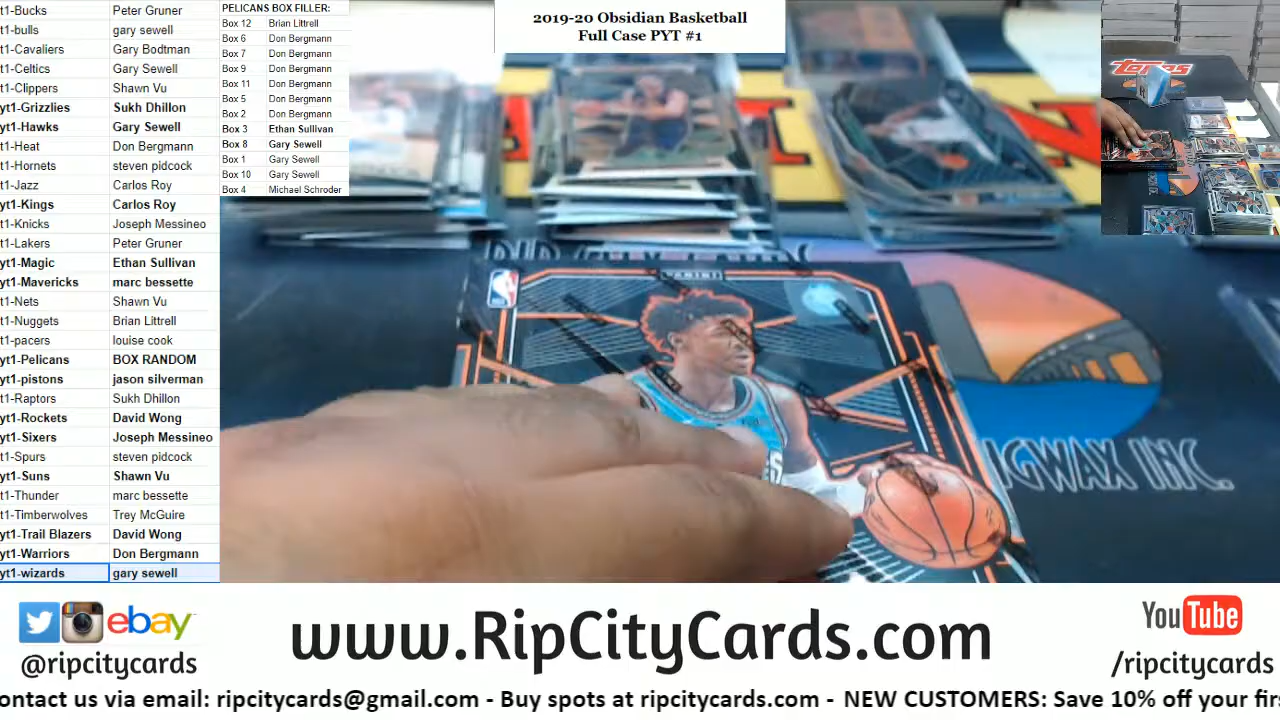 t1-Bucks Peter Gruner
t1-bulls gary sewell
t1-Cavaliers Gary Bodtman
t1-Celtics Gary Sewell
t1-Clippers Shawn Vu
yt1-Grizzlies Sukh Dhillon
yt1-Hawks Gary Sewell
t1-Heat Don Bergmann
t1-Hornets steven pidcock
t1-Jazz Carlos Roy
yt1-Kings Carlos Roy
t1-Knicks Joseph Messineo
t1-Lakers Peter Gruner
yt1-Magic Ethan Sullivan
yt1-Mavericks marc bessette
t1-Nets Shawn Vu
t1-Nuggets Brian Littrell
t1-pacers louise cook
yt1-Pelicans BOX RANDOM
yt1-pistons jason silverman
t1-Raptors Sukh Dhillon
yt1-Rockets David Wong
yt1-Sixers Joseph Messineo
t1-Spurs steven pidcock
yt1-Suns Shawn Vu
t1-Thunder marc bessette
t1-Timberwolves Trey McGuire
yt1-Trail Blazers David Wong
yt1-Warriors Don Bergmann
yt1-wizards gary sewell
PELICANS BOX FILLER:
Box 12 Brian Littrell
Box 6 Don Bergmann
Box 7 Don Bergmann
Box 9 Don Bergmann
Box 11 Don Bergmann
Box 5 Don Bergmann
Box 2 Don Bergmann
Box 3 Ethan Sullivan
Box 8 Gary Sewell
Box 1 Gary Sewell
Box 10 Gary Sewell
Box 4 Michael Schroder
2019-20 Obsidian Basketball
Full Case PYT #1
Topps
PANINI
IGWAX INC.
ebay
@ripcitycards
www.RipCityCards.com
YouTube
/ripcitycards
ontact us via email: ripcitycards@gmail.com - Buy spots at ripcitycards.com - NEW CUSTOMERS: Save 10% off your firs